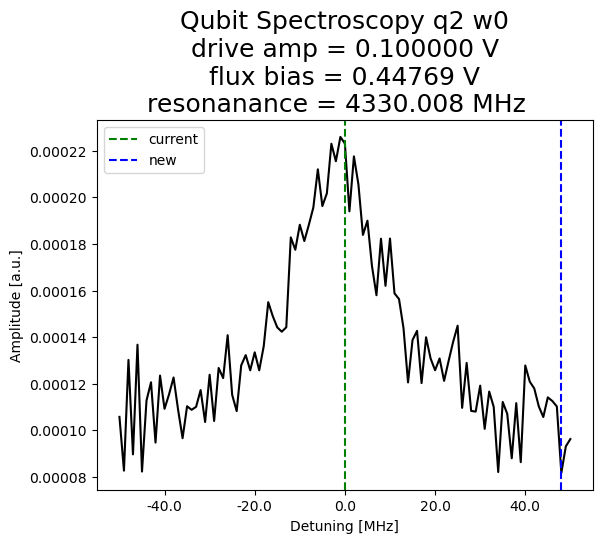 Qubit Spectroscopy q2 w0
drive amp = 0.100000 V
flux bias = 0.44769 V
resonanance = 4330.008 MHz
current
new
0.00022
0.00020
0.00018
0.00016
0.00014
0.00012
0.00010
0.00008
Amplitude [a.u.]
-40.0
-20.0
0.0
20.0
40.0
Detuning [MHz]